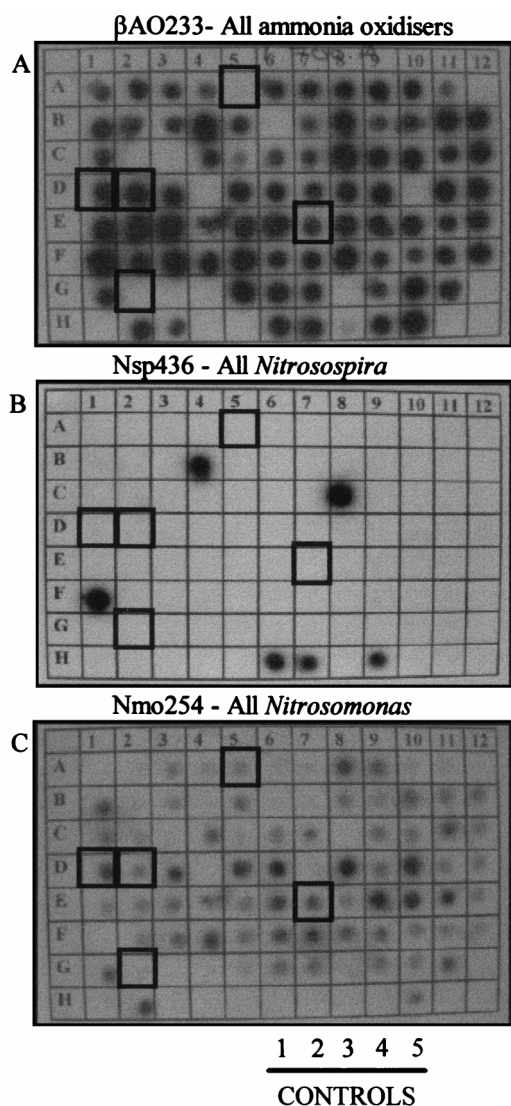 βAO233- All ammonia oxidisers
A
1 2 3 4 5 6 7 8 9 10 11 12
A
B
C
D
E
F
G
H
Nsp436 - All Nitrosospira
B
1 2 3 4 5 6 7 8 9 10 11 12
A
B
C
D
E
F
G
H
Nmo254 - All Nitrosomonas
C
1 2 3 4 5 6 7 8 9 10 11 12
A
B
C
D
E
F
G
H
1 2 3 4 5
CONTROLS